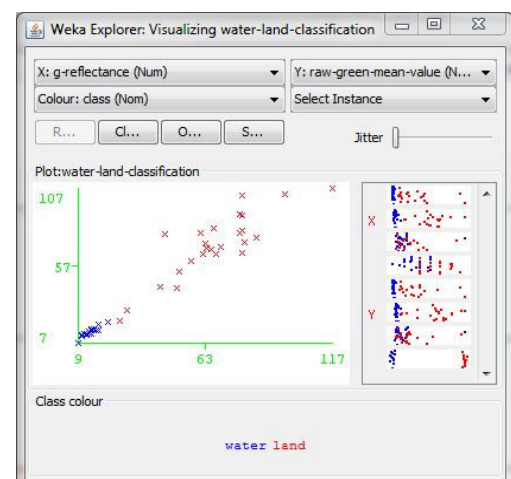 Weka Explorer: Visualizing water-land-classification
X: g-reflectance (Num) Y: raw-green-mean-value (N...
Colour: class (Nom) Select Instance
R... Cl... O... S... Jitter
Plot:water-land-classification
107
57
7
9 63 117
X
Y
Class colour
water land